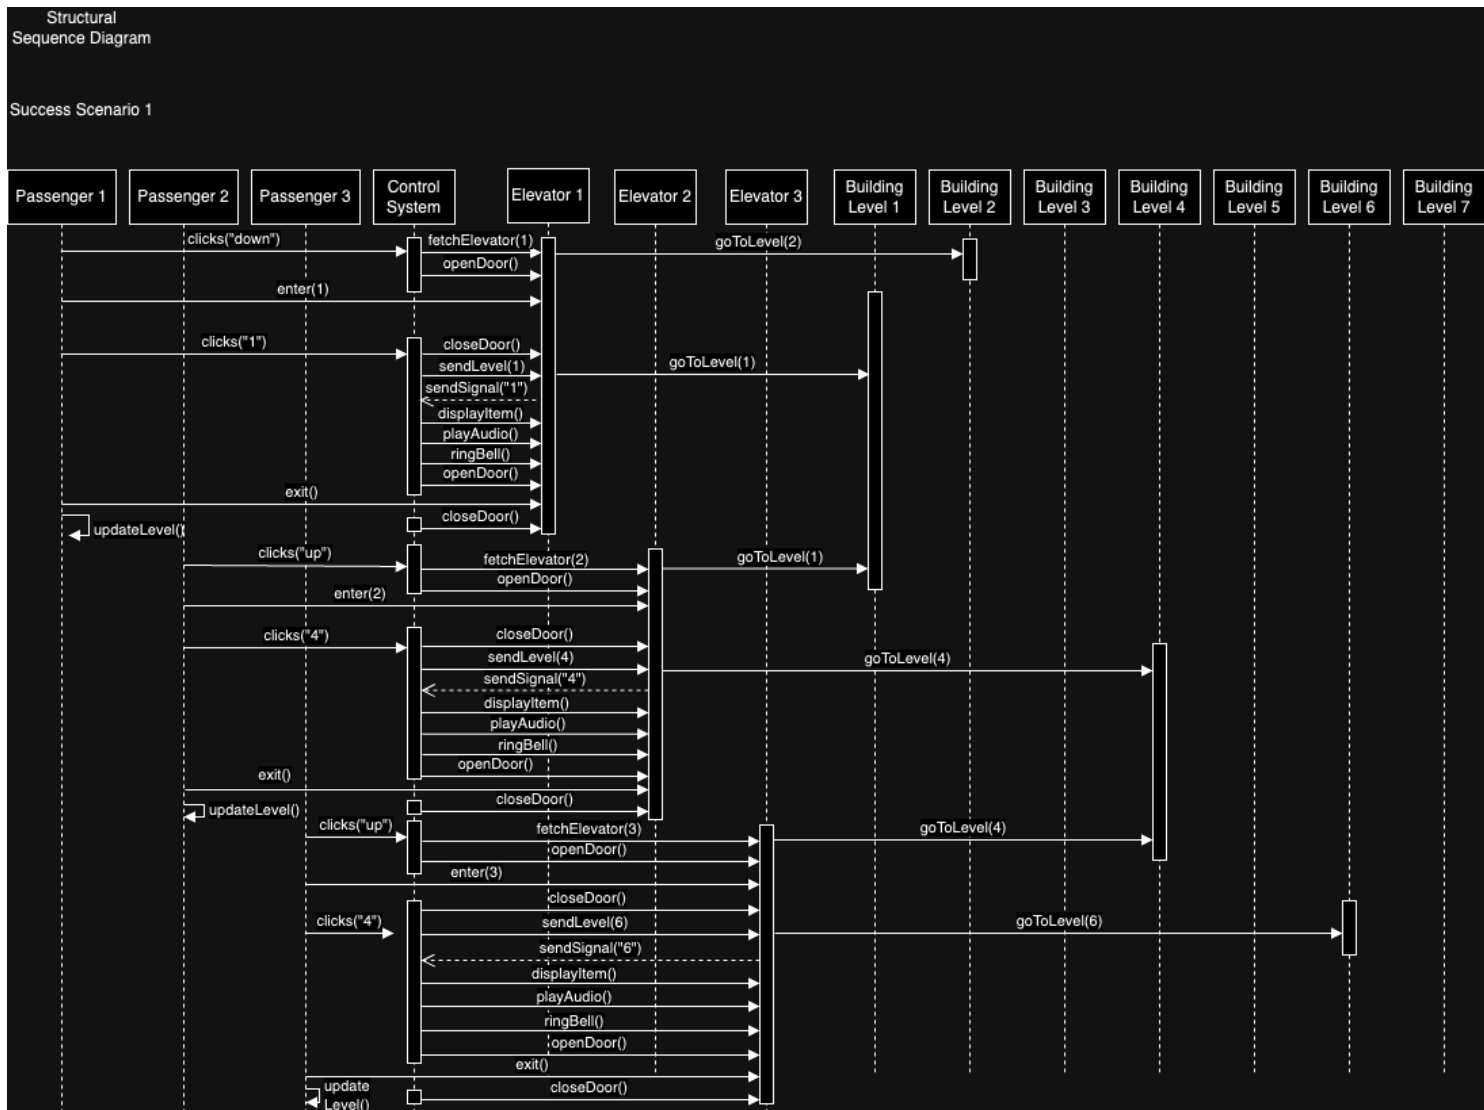 Structural
Sequence Diagram
Success Scenario 1
Passenger 1
Passenger 2
Passenger 3
Control
System
Elevator 1
Elevator 2
Elevator 3
Building
Level 1
Building
Level 2
Building
Level 3
Building
Level 4
Building
Level 5
Building
Level 6
Building
Level 7
clicks("down")
fetchElevator(1)
goToLevel(2)
openDoor()
enter(1)
clicks("1")
closeDoor()
sendLevel(1)
goToLevel(1)
sendSignal("1")
displayItem()
playAudio()
ringBell()
openDoor()
exit()
closeDoor()
updateLevel()
clicks("up")
fetchElevator(2)
goToLevel(1)
openDoor()
enter(2)
clicks("4")
closeDoor()
sendLevel(4)
goToLevel(4)
sendSignal("4")
displayItem()
playAudio()
ringBell()
openDoor()
exit()
closeDoor()
updateLevel()
clicks("up")
fetchElevator(3)
goToLevel(4)
openDoor()
enter(3)
closeDoor()
clicks("4")
sendLevel(6)
goToLevel(6)
sendSignal("6")
displayItem()
playAudio()
ringBell()
openDoor()
exit()
update
Level()
closeDoor()